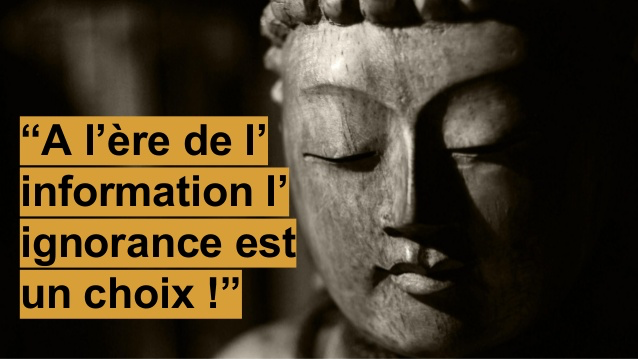 “A l’ère de l’
information l’
ignorance est
un choix !”